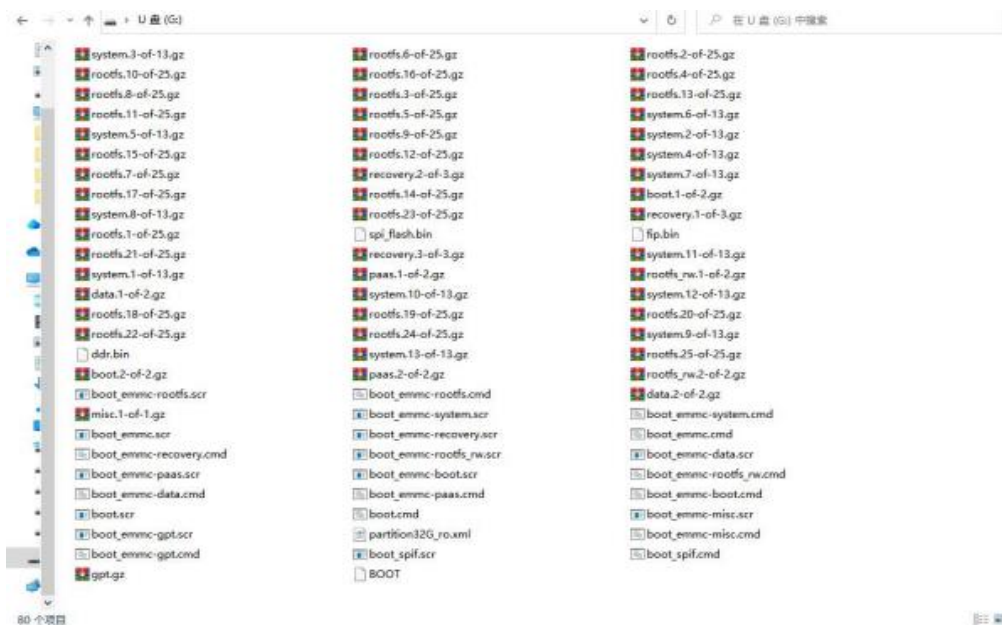 U 盘 (G:)
在 U 盘 (G:) 中搜索
system.3-of-13.gz rootfs.6-of-25.gz rootfs.2-of-25.gz
rootfs.10-of-25.gz rootfs.16-of-25.gz rootfs.4-of-25.gz
rootfs.8-of-25.gz rootfs.3-of-25.gz rootfs.13-of-25.gz
rootfs.11-of-25.gz rootfs.5-of-25.gz system.6-of-13.gz
system.5-of-13.gz rootfs.9-of-25.gz system.2-of-13.gz
rootfs.15-of-25.gz rootfs.12-of-25.gz system.4-of-13.gz
rootfs.7-of-25.gz recovery.2-of-3.gz system.7-of-13.gz
rootfs.17-of-25.gz rootfs.14-of-25.gz boot.1-of-2.gz
system.8-of-13.gz rootfs.23-of-25.gz recovery.1-of-3.gz
rootfs.1-of-25.gz spi_flash.bin fip.bin
rootfs.21-of-25.gz recovery.3-of-3.gz system.11-of-13.gz
system.1-of-13.gz paas.1-of-2.gz rootfs_rw.1-of-2.gz
data.1-of-2.gz system.10-of-13.gz system.12-of-13.gz
rootfs.18-of-25.gz rootfs.19-of-25.gz rootfs.20-of-25.gz
rootfs.22-of-25.gz rootfs.24-of-25.gz system.9-of-13.gz
ddr.bin system.13-of-13.gz rootfs.25-of-25.gz
boot.2-of-2.gz paas.2-of-2.gz rootfs_rw.2-of-2.gz
boot_emmc-rootfs.scr boot_emmc-rootfs.cmd data.2-of-2.gz
misc.1-of-1.gz boot_emmc-system.scr boot_emmc-system.cmd
boot_emmc.scr boot_emmc-recovery.scr boot_emmc.cmd
boot_emmc-recovery.cmd boot_emmc-rootfs_rw.scr boot_emmc-data.scr
boot_emmc-paas.scr boot_emmc-boot.scr boot_emmc-rootfs_rw.cmd
boot_emmc-data.cmd boot_emmc-paas.cmd boot_emmc-boot.cmd
boot.scr boot.cmd boot_emmc-misc.scr
boot_emmc-gpt.scr partition32G_ro.xml boot_emmc-misc.cmd
boot_emmc-gpt.cmd boot_spif.scr boot_spif.cmd
gpt.gz BOOT
80 个项目